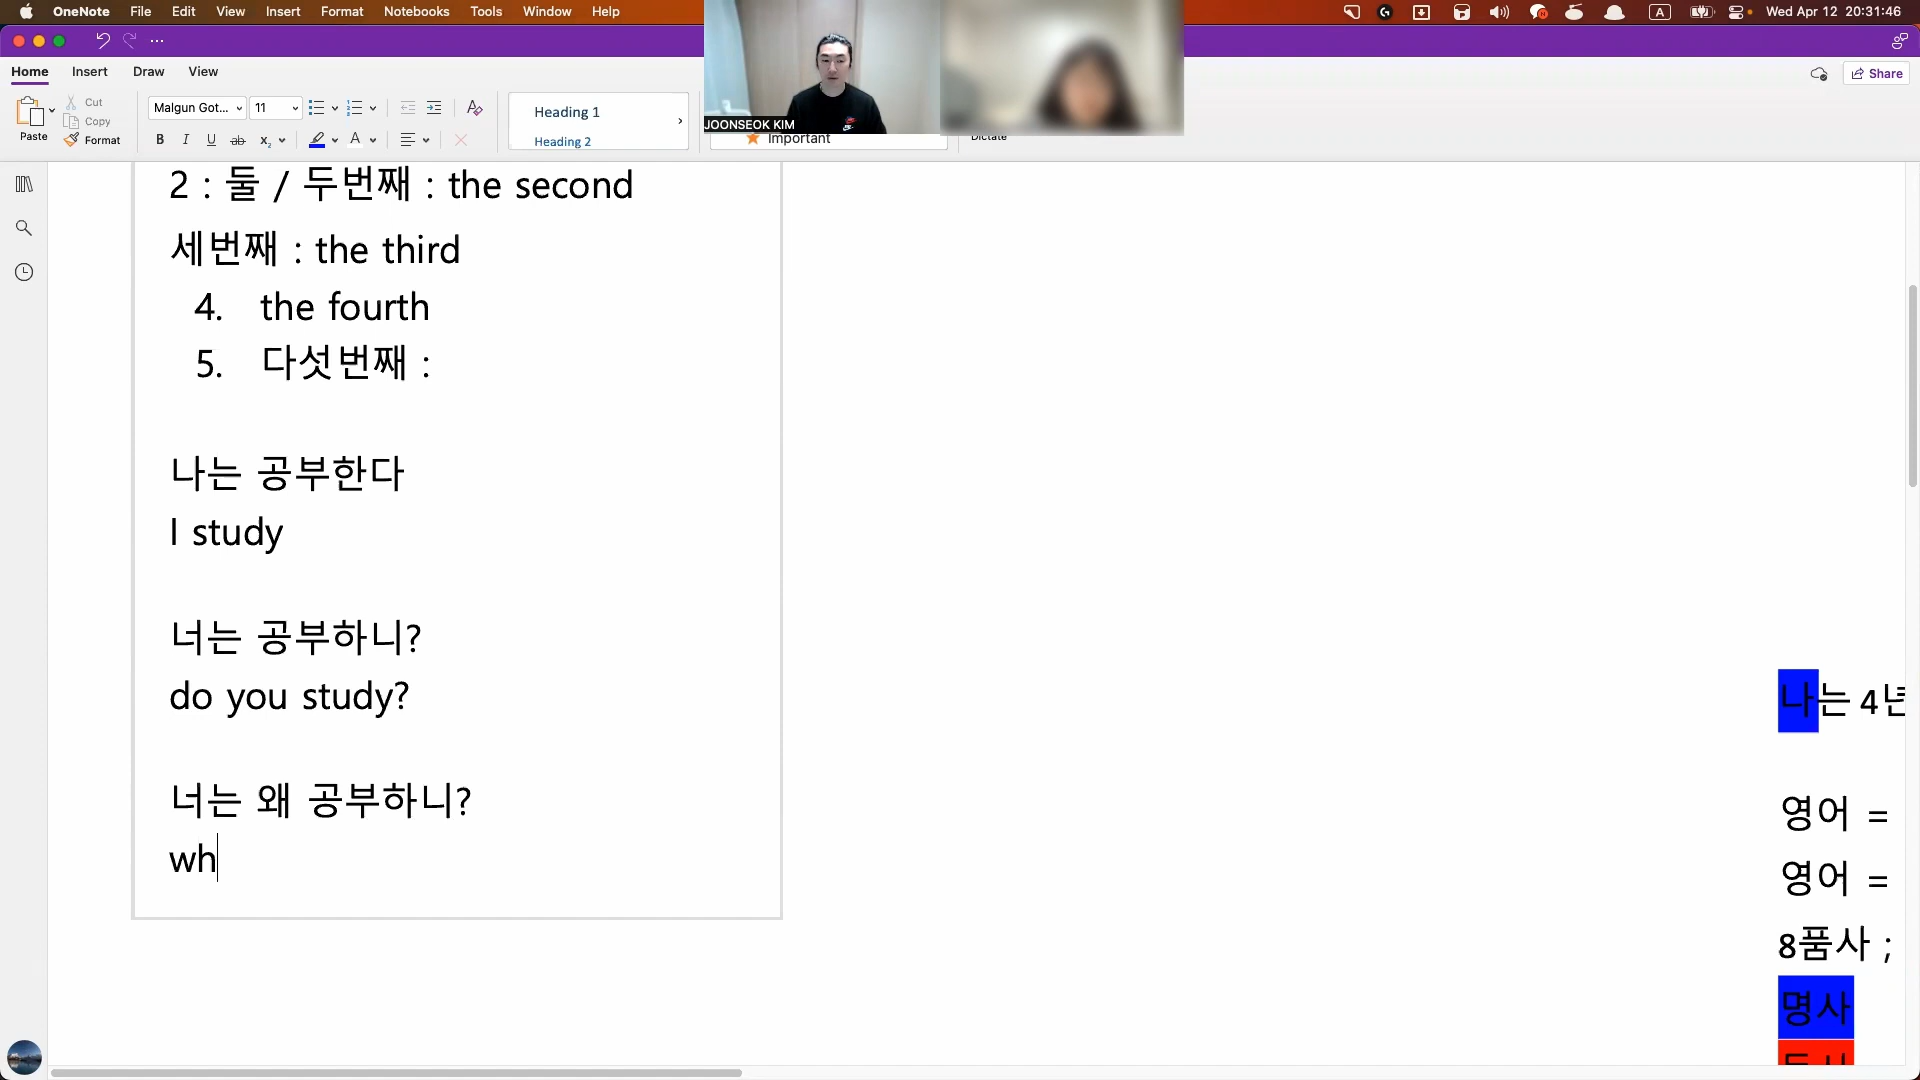 OneNote File Edit View Insert Format Notebooks Tools Window Help A Wed Apr 12 20:31:46
Home Insert Draw View Share
Paste Cut Copy Format
Malgun Got... 11
B I U ab x₂ A
Heading 1
Heading 2
JOONSEOK KIM
Important
Dictate
2 : 둘 / 두번째 : the second
세번째 : the third
4. the fourth
5. 다섯번째 :
나는 공부한다
I study
너는 공부하니?
do you study?
너는 왜 공부하니?
wh
나는 4년
영어 =
영어 =
8품사 ;
명사